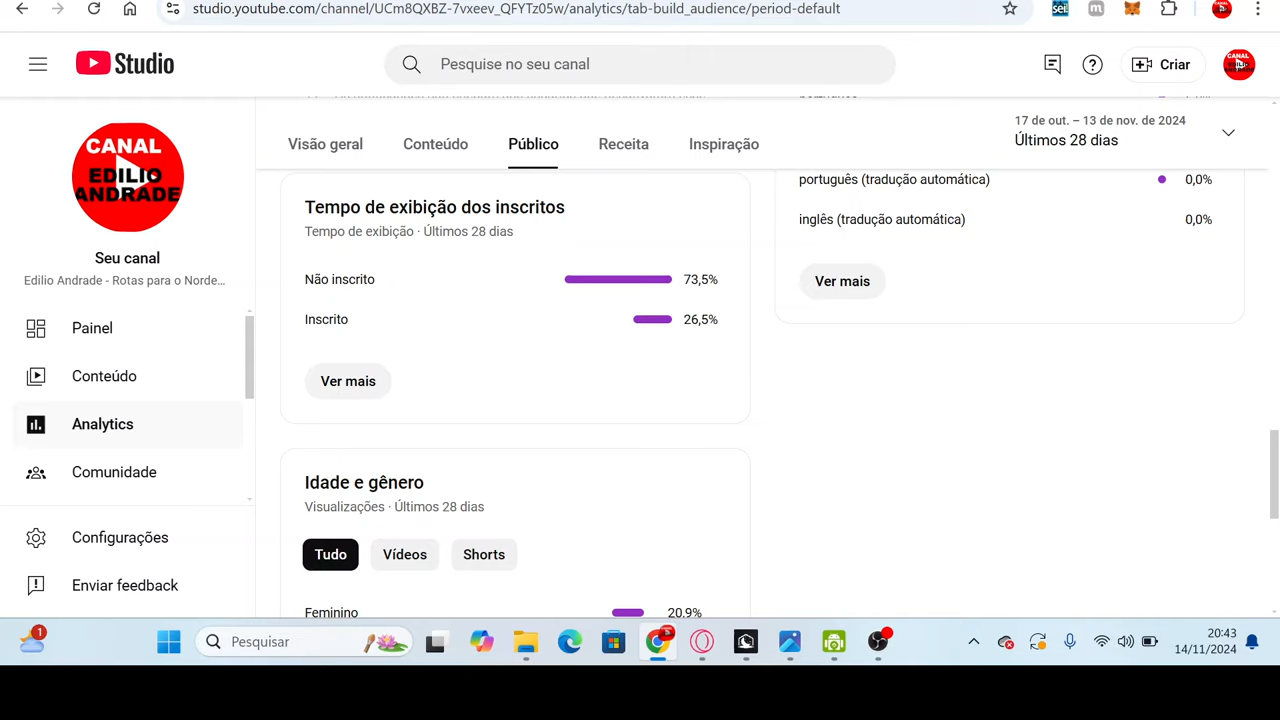 studio.youtube.com/channel/UCm8QXBZ-7vxeev_QFYTz05w/analytics/tab-build_audience/period-default
sei
m
Studio
Pesquise no seu canal
Criar
CANAL
EDILIO
ANDRADE
Seu canal
Edilio Andrade - Rotas para o Norde...
Painel
Conteúdo
Analytics
Comunidade
Configurações
Enviar feedback
Visão geral
Conteúdo
Público
Receita
Inspiração
17 de out. – 13 de nov. de 2024
Últimos 28 dias
Tempo de exibição dos inscritos
Tempo de exibição · Últimos 28 dias
Não inscrito 73,5%
Inscrito 26,5%
Ver mais
português (tradução automática) 0,0%
inglês (tradução automática) 0,0%
Ver mais
Idade e gênero
Visualizações · Últimos 28 dias
Tudo
Vídeos
Shorts
Feminino 20,9%
1
Pesquisar
20:43
14/11/2024